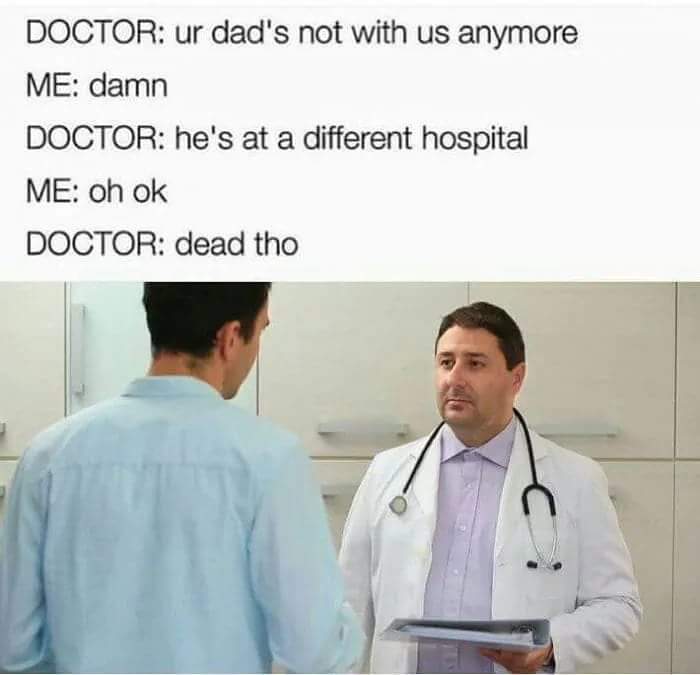 DOCTOR: ur dad's not with us anymore
ME: damn
DOCTOR: he's at a different hospital
ME: oh ok
DOCTOR: dead tho